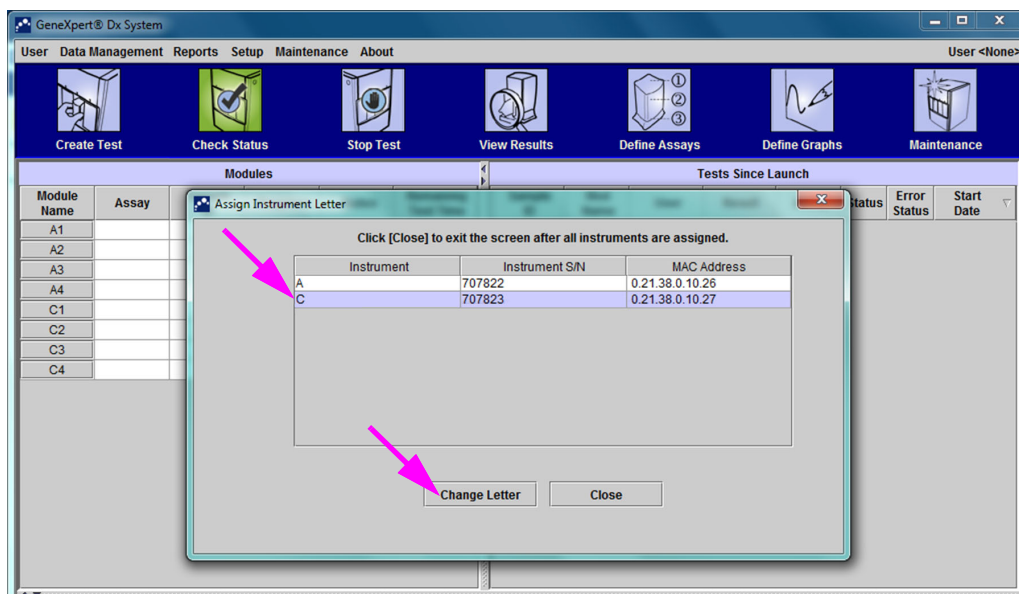 GeneXpert® Dx System
User Data Management Reports Setup Maintenance About User <None>
①
②
③
Create Test Check Status Stop Test View Results Define Assays Define Graphs Maintenance
Modules Tests Since Launch
Module Name Assay Status Error Status Start Date
Assign Instrument Letter
Click [Close] to exit the screen after all instruments are assigned.
Instrument Instrument S/N MAC Address
A 707822 0.21.38.0.10.26
C 707823 0.21.38.0.10.27
A1
A2
A3
A4
C1
C2
C3
C4
Change Letter Close